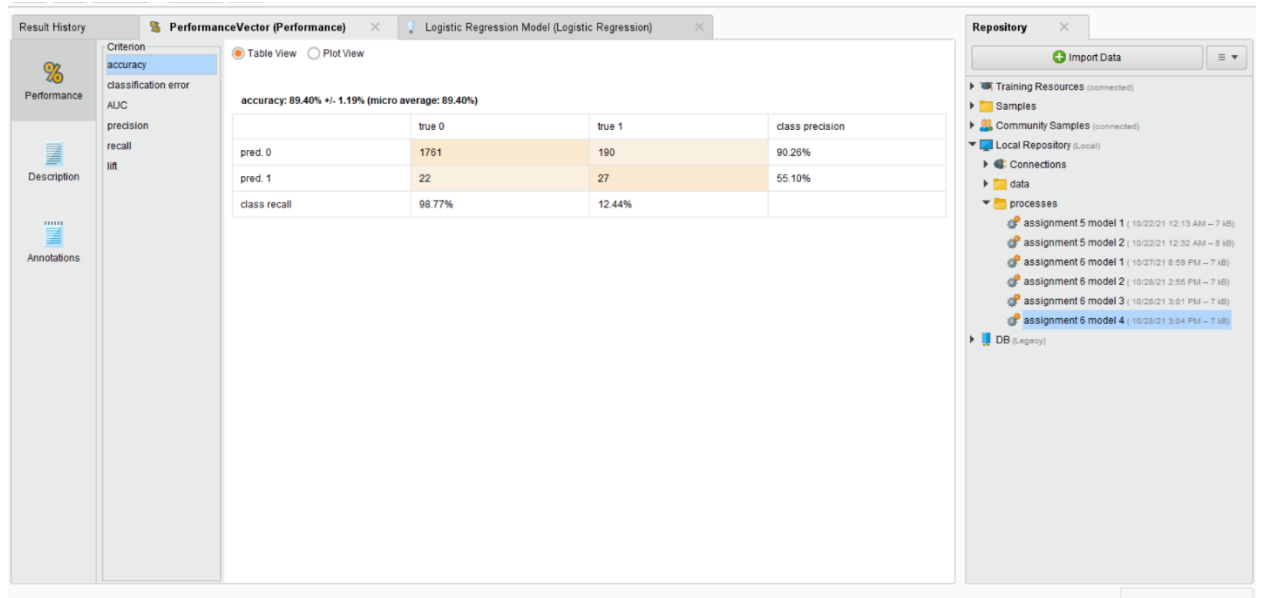 Result History
PerformanceVector (Performance)
Logistic Regression Model (Logistic Regression)
Repository
Performance
Description
Annotations
Criterion
accuracy
classification error
AUC
precision
recall
lift
Table View Plot View
accuracy: 89.40% +/- 1.19% (micro average: 89.40%)
true 0 true 1 class precision
pred. 0 1761 190 90.26%
pred. 1 22 27 55.10%
class recall 98.77% 12.44%
Import Data
Training Resources (connected)
Samples
Community Samples (connected)
Local Repository (Local)
Connections
data
processes
assignment 5 model 1 ( 10/22/21 12:13 AM – 7 kB)
assignment 5 model 2 ( 10/22/21 12:32 AM – 8 kB)
assignment 6 model 1 ( 10/27/21 8:59 PM – 7 kB)
assignment 6 model 2 ( 10/28/21 2:55 PM – 7 kB)
assignment 6 model 3 ( 10/28/21 3:01 PM – 7 kB)
assignment 6 model 4 ( 10/28/21 3:04 PM – 7 kB)
DB (Legacy)